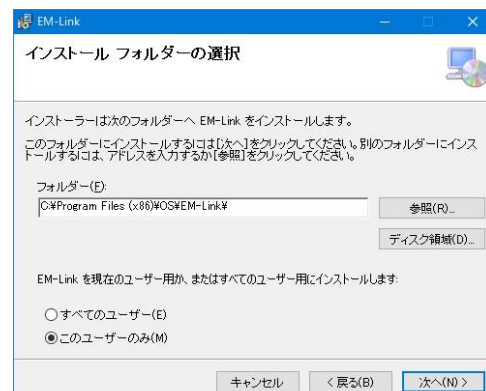 EM-Link
インストール フォルダーの選択
インストーラーは次のフォルダーへ EM-Link をインストールします。
このフォルダーにインストールするには[次へ]をクリックしてください。別のフォルダーにインス
トールするには、アドレスを入力するか[参照]をクリックしてください。
フォルダー(F):
C:¥Program Files (x86)¥OS¥EM-Link¥
参照(R)...
ディスク領域(D)...
EM-Link を現在のユーザー用か、またはすべてのユーザー用にインストールします:
すべてのユーザー(E)
このユーザーのみ(M)
キャンセル
< 戻る(B)
次へ(N) >